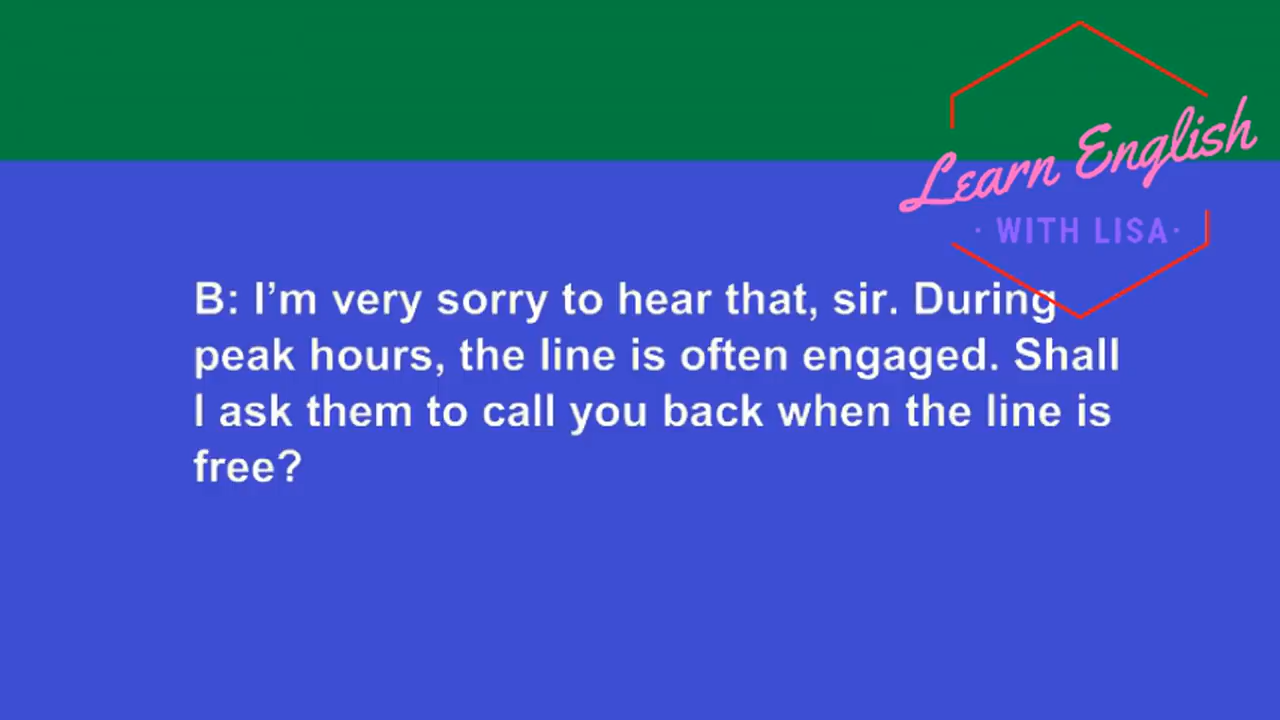 Learn English
· WITH LISA·
B: I’m very sorry to hear that, sir. During
peak hours, the line is often engaged. Shall
I ask them to call you back when the line is
free?